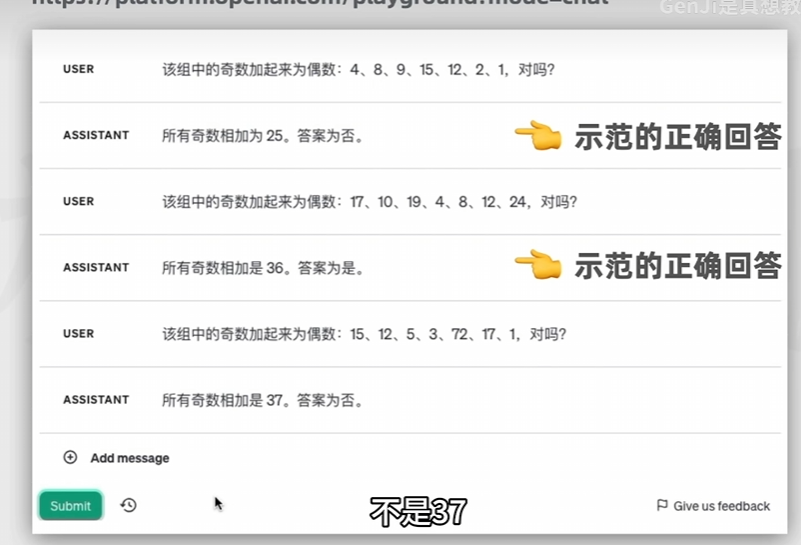 https://platform.openai.com/playground?mode=chat
GenJi是真想教
USER 该组中的奇数加起来为偶数：4、8、9、15、12、2、1，对吗？
ASSISTANT 所有奇数相加为 25。答案为否。
👈 示范的正确回答
USER 该组中的奇数加起来为偶数：17、10、19、4、8、12、24，对吗？
ASSISTANT 所有奇数相加是 36。答案为是。
👈 示范的正确回答
USER 该组中的奇数加起来为偶数：15、12、5、3、72、17、1，对吗？
ASSISTANT 所有奇数相加是 37。答案为否。
Add message
Submit
不是37
Give us feedback